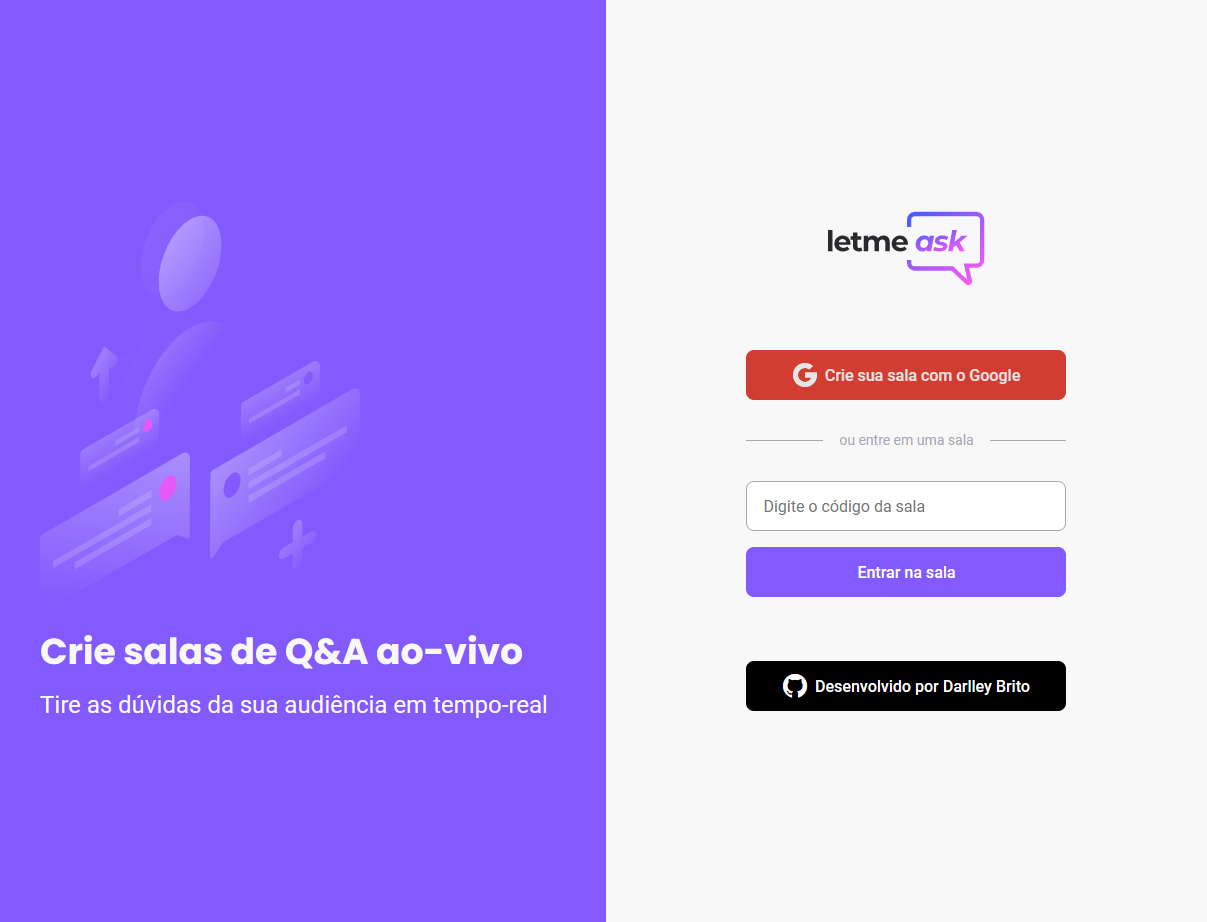 Crie salas de Q&A ao-vivo
Tire as dúvidas da sua audiência em tempo-real
letme ask
Crie sua sala com o Google
ou entre em uma sala
Digite o código da sala
Entrar na sala
Desenvolvido por Darlley Brito